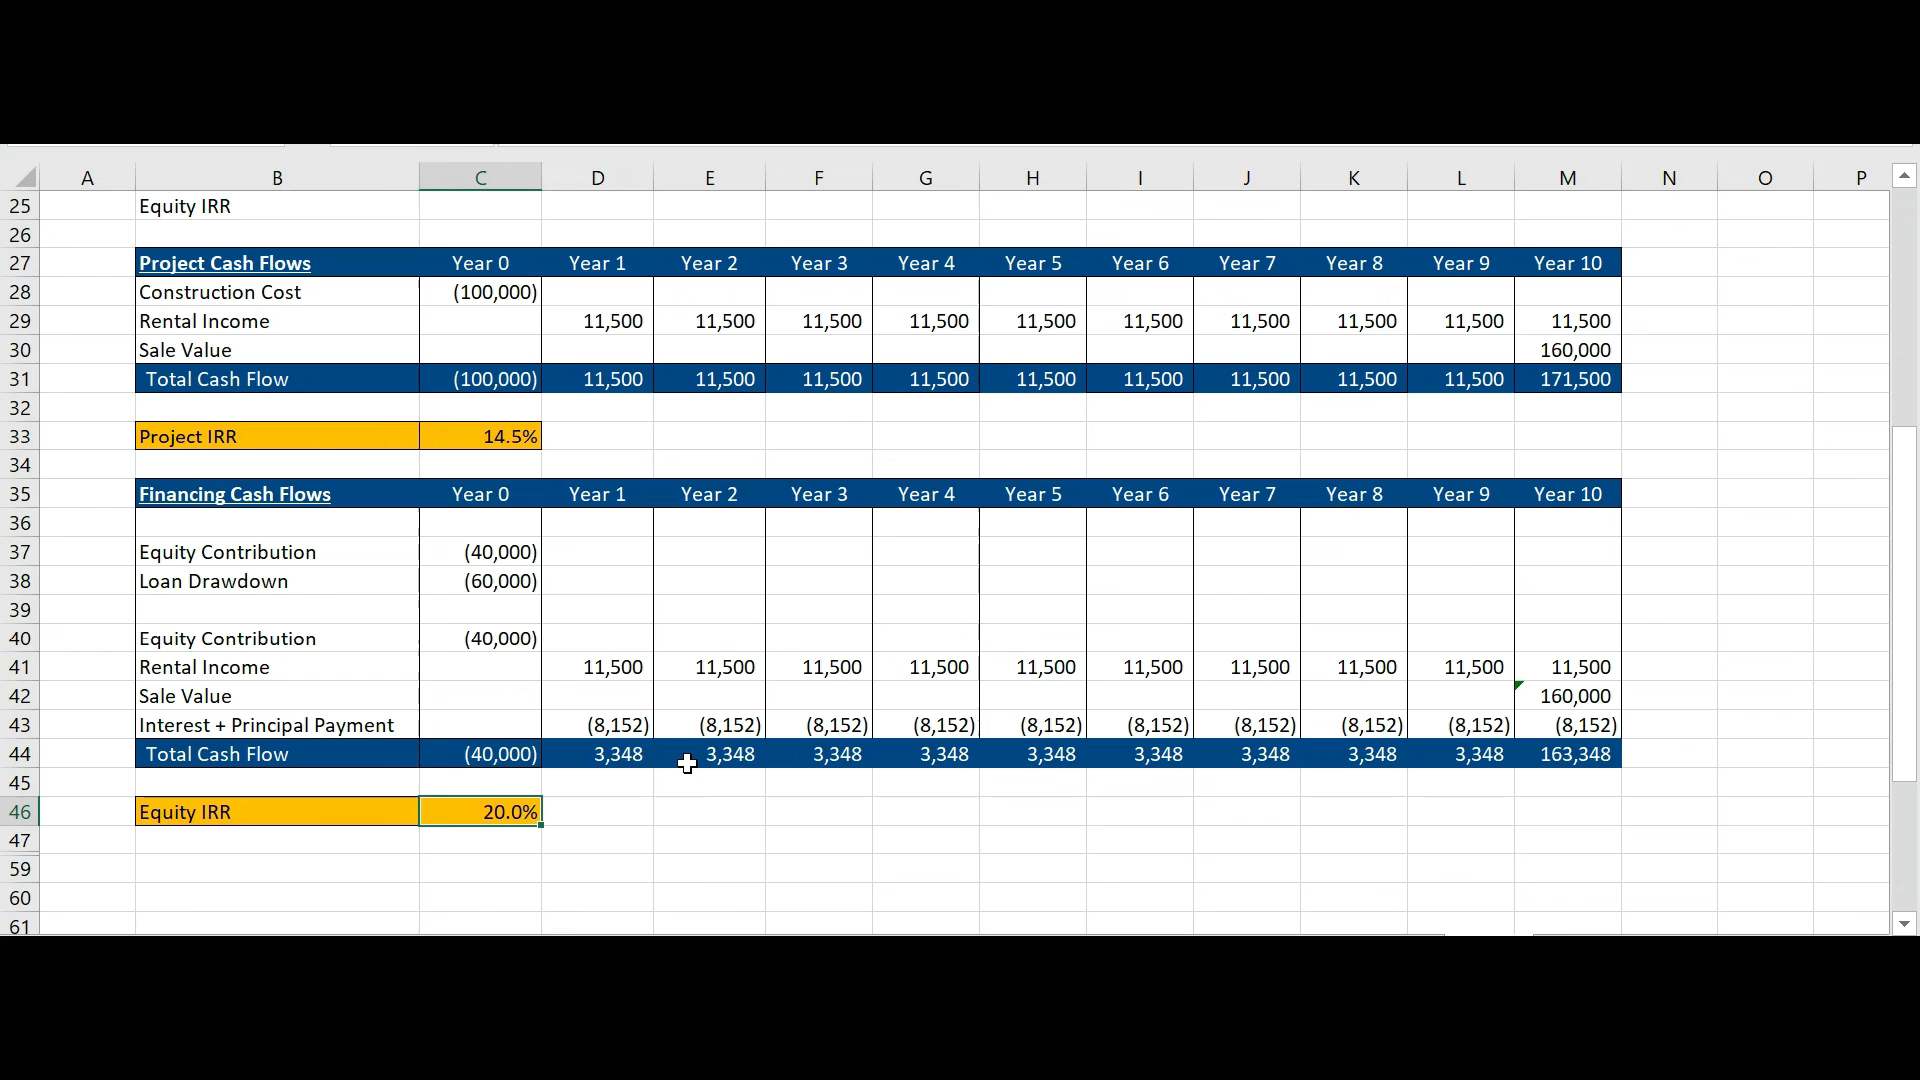 A B C D E F G H I J K L M N O P
25 Equity IRR
26
27 Project Cash Flows Year 0 Year 1 Year 2 Year 3 Year 4 Year 5 Year 6 Year 7 Year 8 Year 9 Year 10
28 Construction Cost (100,000)
29 Rental Income 11,500 11,500 11,500 11,500 11,500 11,500 11,500 11,500 11,500 11,500
30 Sale Value 160,000
31 Total Cash Flow (100,000) 11,500 11,500 11,500 11,500 11,500 11,500 11,500 11,500 11,500 171,500
32
33 Project IRR 14.5%
34
35 Financing Cash Flows Year 0 Year 1 Year 2 Year 3 Year 4 Year 5 Year 6 Year 7 Year 8 Year 9 Year 10
36
37 Equity Contribution (40,000)
38 Loan Drawdown (60,000)
39
40 Equity Contribution (40,000)
41 Rental Income 11,500 11,500 11,500 11,500 11,500 11,500 11,500 11,500 11,500 11,500
42 Sale Value 160,000
43 Interest + Principal Payment (8,152) (8,152) (8,152) (8,152) (8,152) (8,152) (8,152) (8,152) (8,152) (8,152)
44 Total Cash Flow (40,000) 3,348 3,348 3,348 3,348 3,348 3,348 3,348 3,348 3,348 163,348
45
46 Equity IRR 20.0%
47
59
60
61